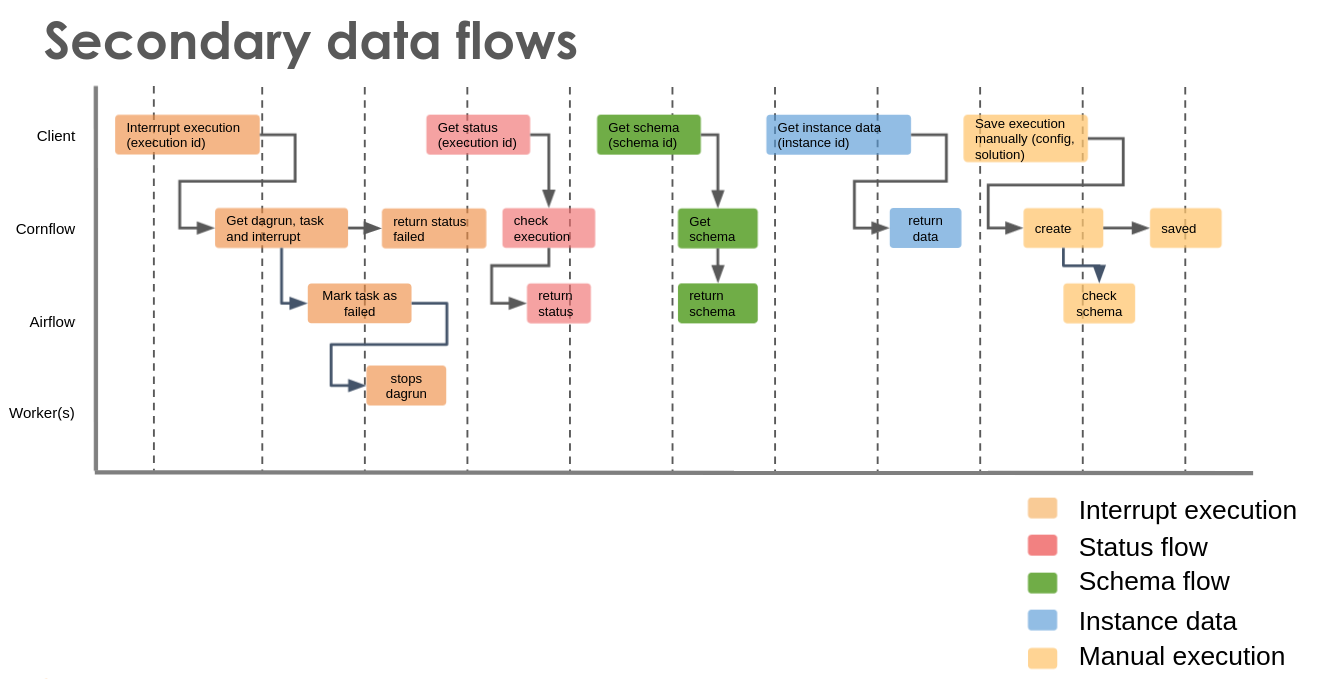 Secondary data flows
Client
Interrrupt execution
(execution id)
Get status
(execution id)
Get schema
(schema id)
Get instance data
(instance id)
Save execution
manually (config,
solution)
Cornflow
Get dagrun, task
and interrupt
return status
failed
check
execution
Get
schema
return
data
create
saved
Airflow
Mark task as
failed
return
status
return
schema
check
schema
Worker(s)
stops
dagrun
Interrupt execution
Status flow
Schema flow
Instance data
Manual execution